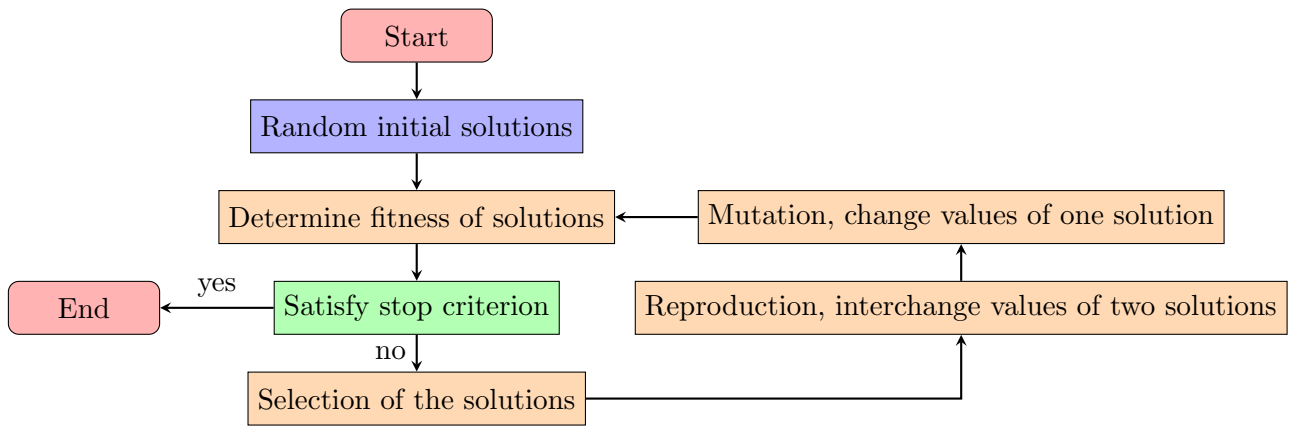 Start
Random initial solutions
Determine fitness of solutions
Mutation, change values of one solution
yes
End
Satisfy stop criterion
Reproduction, interchange values of two solutions
no
Selection of the solutions